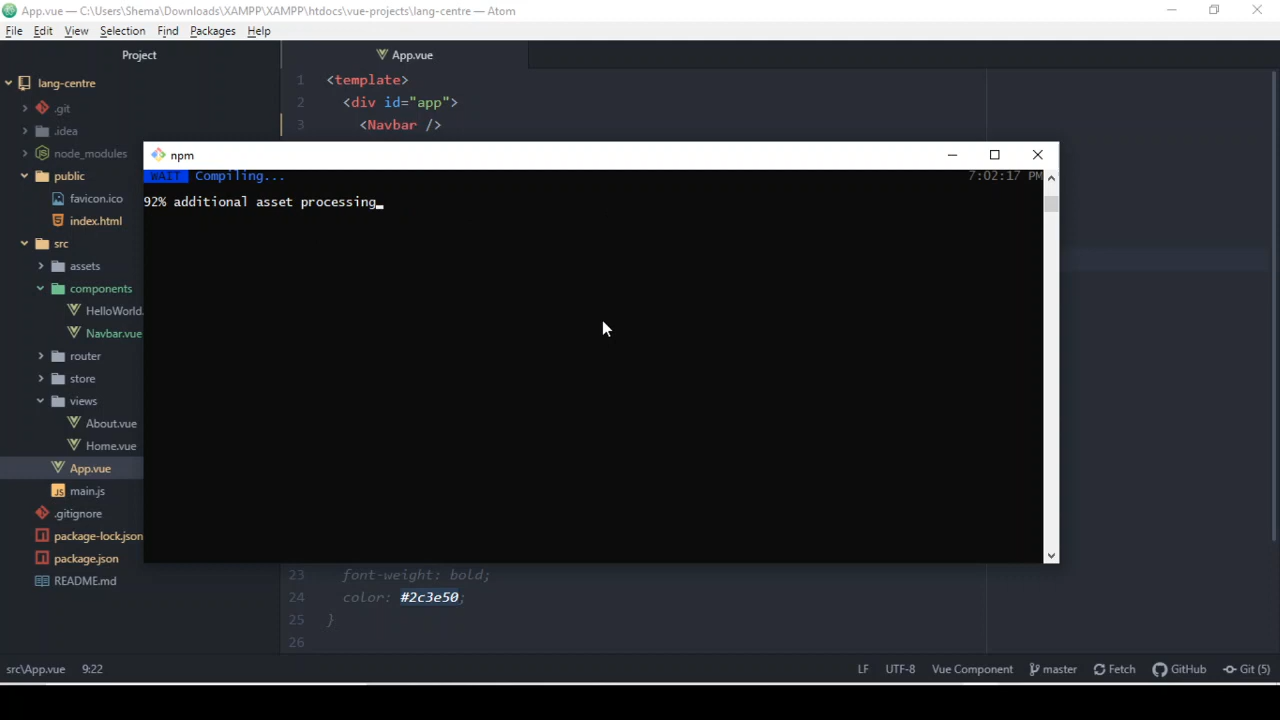 App.vue — C:\Users\Shema\Downloads\XAMPP\XAMPP\htdocs\vue-projects\lang-centre — Atom
File Edit View Selection Find Packages Help
Project
App.vue
lang-centre
.git
.idea
node_modules
public
favicon.ico
index.html
src
assets
components
HelloWorld.
Navbar.vue
router
store
views
About.vue
Home.vue
App.vue
main.js
.gitignore
package-lock.json
package.json
README.md
1 <template>
2 <div id="app">
3 <Navbar />
npm
WAIT Compiling... 7:02:17 PM
92% additional asset processing_
23 font-weight: bold;
24 color: #2c3e50;
25 }
26
src\App.vue 9:22 LF UTF-8 Vue Component master Fetch GitHub Git (5)